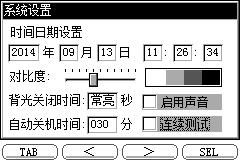 系统设置
时间日期设置
2014 年 09 月 13 日 11 : 26 : 34
对比度:
背光关闭时间: 常亮 秒 启用声音
自动关机时间: 030 分 连续测试
TAB < > SEL